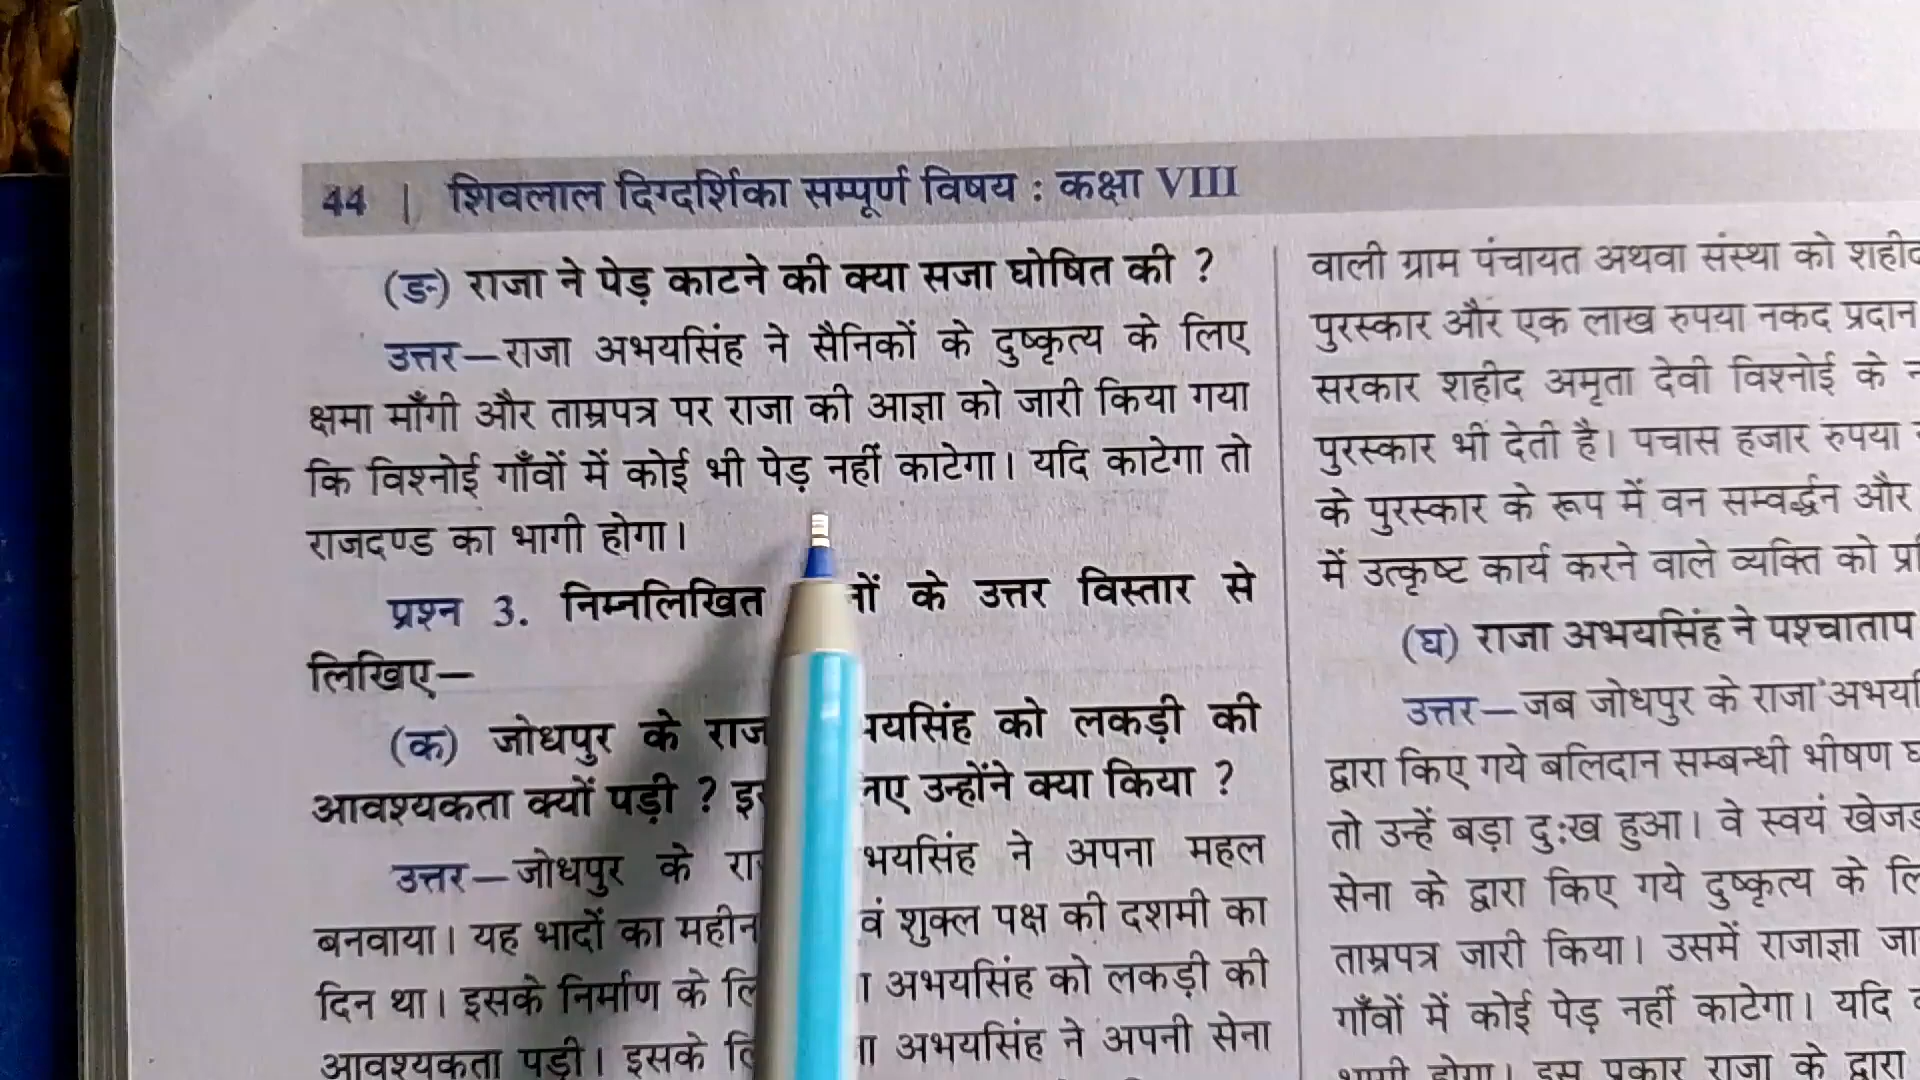 44 | शिवलाल दिग्दर्शिका सम्पूर्ण विषय : कक्षा VIII
(ङ) राजा ने पेड़ काटने की क्या सजा घोषित की ?
उत्तर—राजा अभयसिंह ने सैनिकों के दुष्कृत्य के लिए
क्षमा माँगी और ताम्रपत्र पर राजा की आज्ञा को जारी किया गया
कि विश्नोई गाँवों में कोई भी पेड़ नहीं काटेगा। यदि काटेगा तो
राजदण्ड का भागी होगा।
प्रश्न 3. निम्नलिखित के उत्तर विस्तार से
लिखिए—
(क) जोधपुर के को लकड़ी की
आवश्यकता क्यों पड़ी ? उन्होंने क्या किया ?
उत्तर—जोधपुर के ने अपना महल
बनवाया। यह भादों का शुक्ल पक्ष की दशमी का
दिन था। इसके निर्माण के अभयसिंह को लकड़ी की
आवश्यकता पड़ी। इसके अभयसिंह ने अपनी सेना
वाली ग्राम पंचायत अथवा संस्था को
पुरस्कार और एक लाख रुपया नकद प्रदान
सरकार शहीद अमृता देवी विश्नोई के
पुरस्कार भी देती है। पचास हजार रुपया
के पुरस्कार के रूप में वन सम्वर्द्धन और
में उत्कृष्ट कार्य करने वाले व्यक्ति को
(घ) राजा अभयसिंह ने पश्चाताप
उत्तर—जब जोधपुर के राजा
द्वारा किए गये बलिदान सम्बन्धी भीषण
तो उन्हें बड़ा दुःख हुआ। वे स्वयं
सेना के द्वारा किए गये दुष्कृत्य के
ताम्रपत्र जारी किया। उसमें राजाज्ञा
गाँवों में कोई पेड़ नहीं काटेगा। यदि
भागी होगा। इस प्रकार राजा के द्वारा